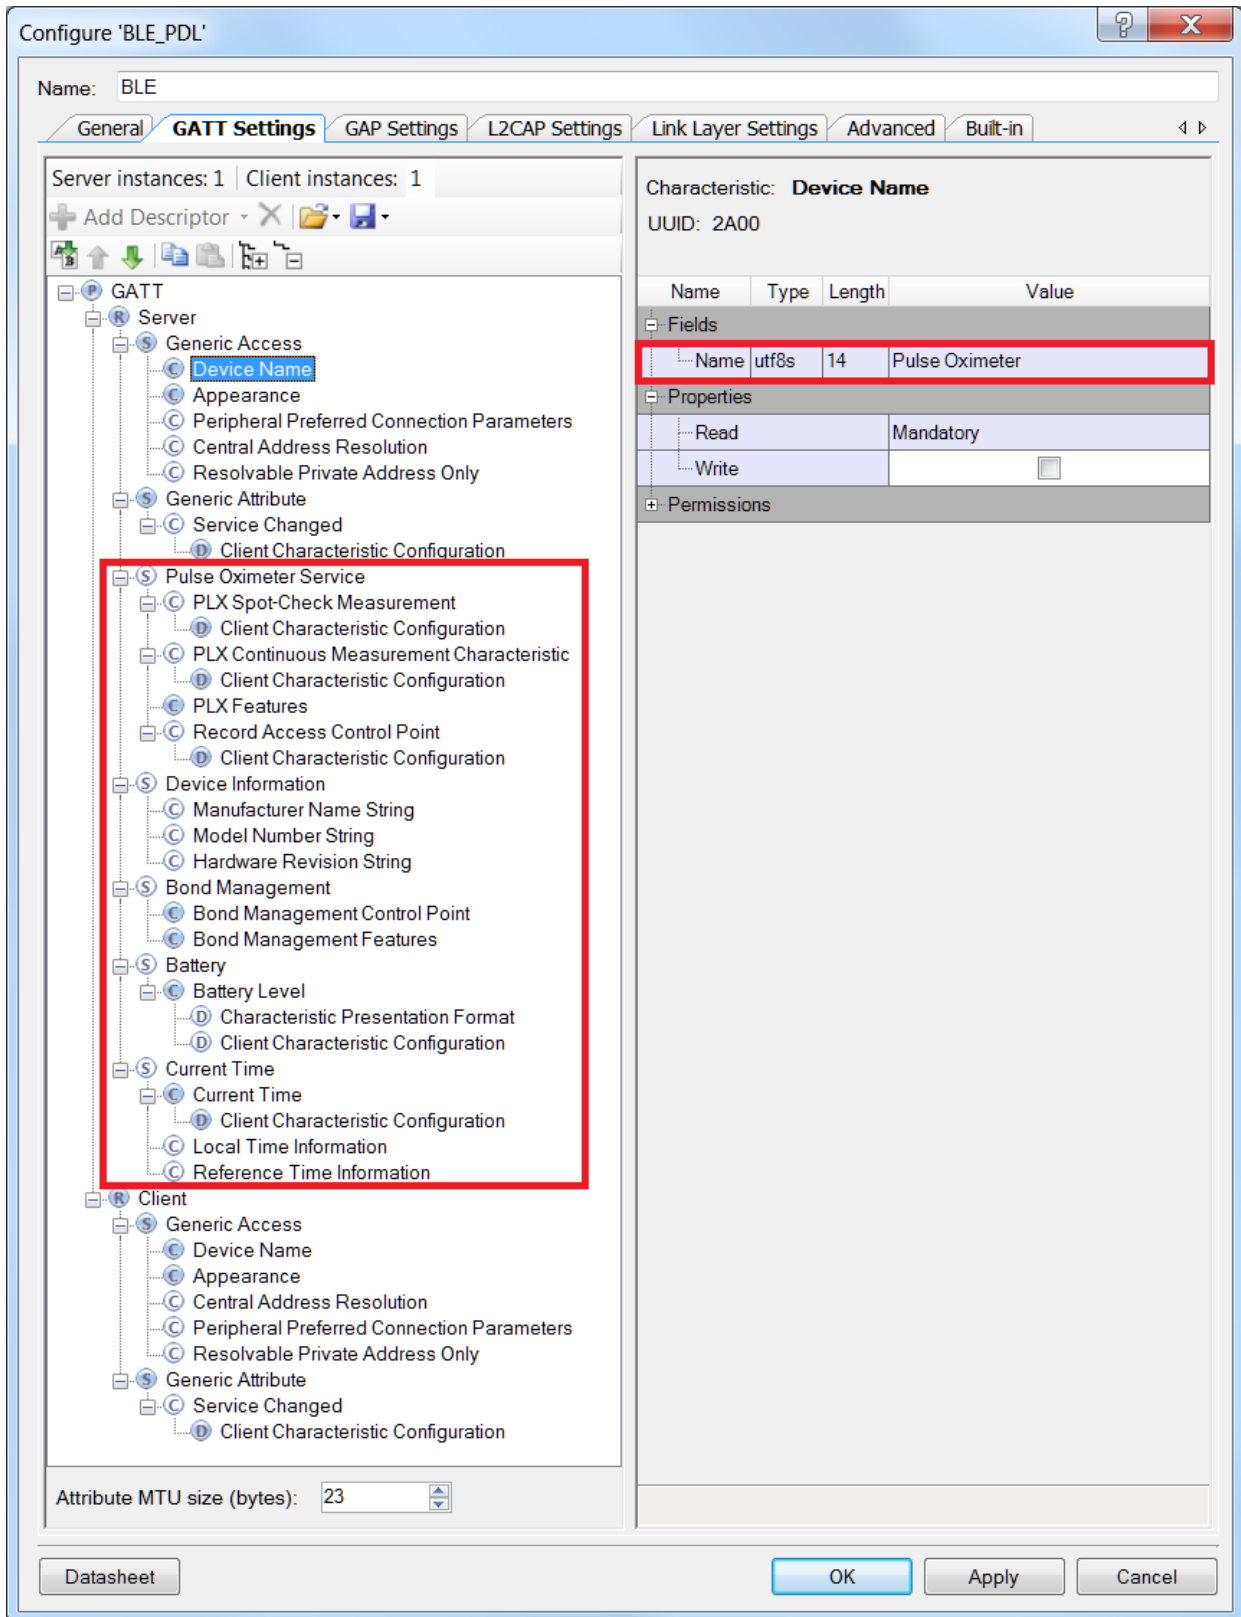 Configure 'BLE_PDL'
Name: BLE
General GATT Settings GAP Settings L2CAP Settings Link Layer Settings Advanced Built-in
Server instances: 1 Client instances: 1
Add Descriptor
GATT
Server
Generic Access
Device Name
Appearance
Peripheral Preferred Connection Parameters
Central Address Resolution
Resolvable Private Address Only
Generic Attribute
Service Changed
Client Characteristic Configuration
Pulse Oximeter Service
PLX Spot-Check Measurement
Client Characteristic Configuration
PLX Continuous Measurement Characteristic
Client Characteristic Configuration
PLX Features
Record Access Control Point
Client Characteristic Configuration
Device Information
Manufacturer Name String
Model Number String
Hardware Revision String
Bond Management
Bond Management Control Point
Bond Management Features
Battery
Battery Level
Characteristic Presentation Format
Client Characteristic Configuration
Current Time
Current Time
Client Characteristic Configuration
Local Time Information
Reference Time Information
Client
Generic Access
Device Name
Appearance
Central Address Resolution
Peripheral Preferred Connection Parameters
Resolvable Private Address Only
Generic Attribute
Service Changed
Client Characteristic Configuration
Attribute MTU size (bytes): 23
Characteristic: Device Name
UUID: 2A00
Name Type Length Value
Fields
Name utf8s 14 Pulse Oximeter
Properties
Read Mandatory
Write
Permissions
Datasheet OK Apply Cancel